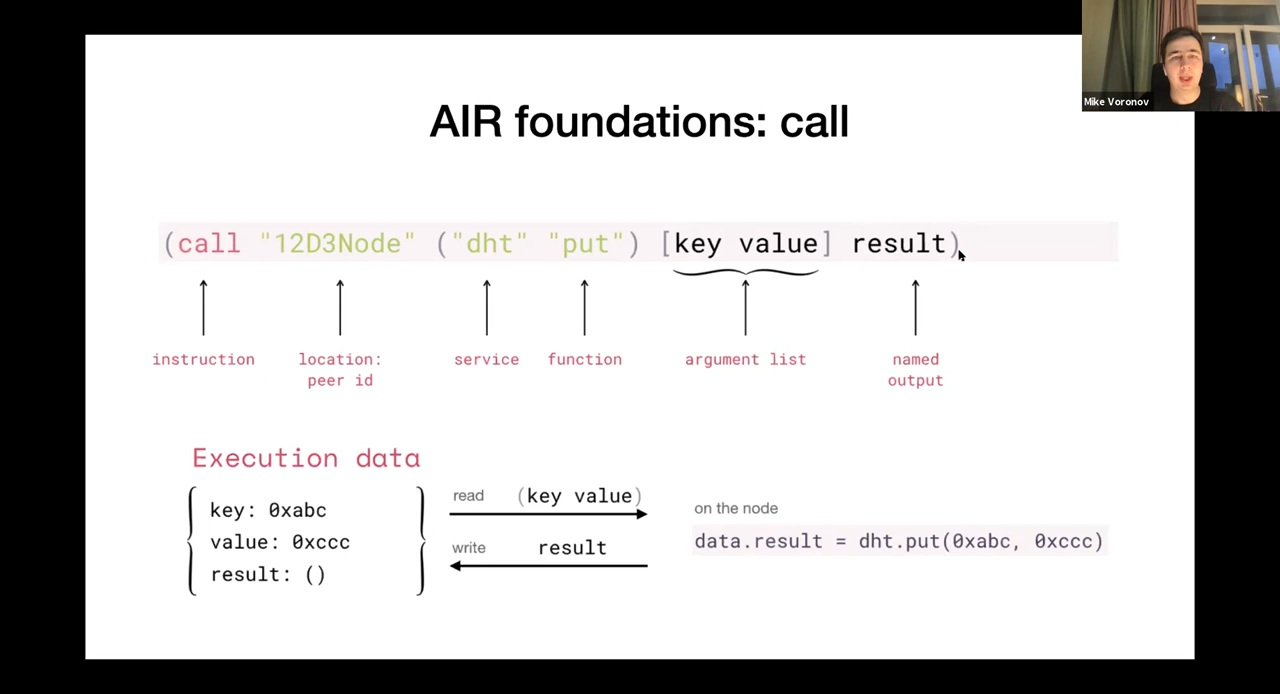 Mike Voronov
AIR foundations: call
(call "12D3Node" ("dht" "put") [key value] result)
instruction
location:
peer id
service
function
argument list
named
output
Execution data
key: 0xabc
value: 0xccc
result: ()
read (key value)
write result
on the node
data.result = dht.put(0xabc, 0xccc)